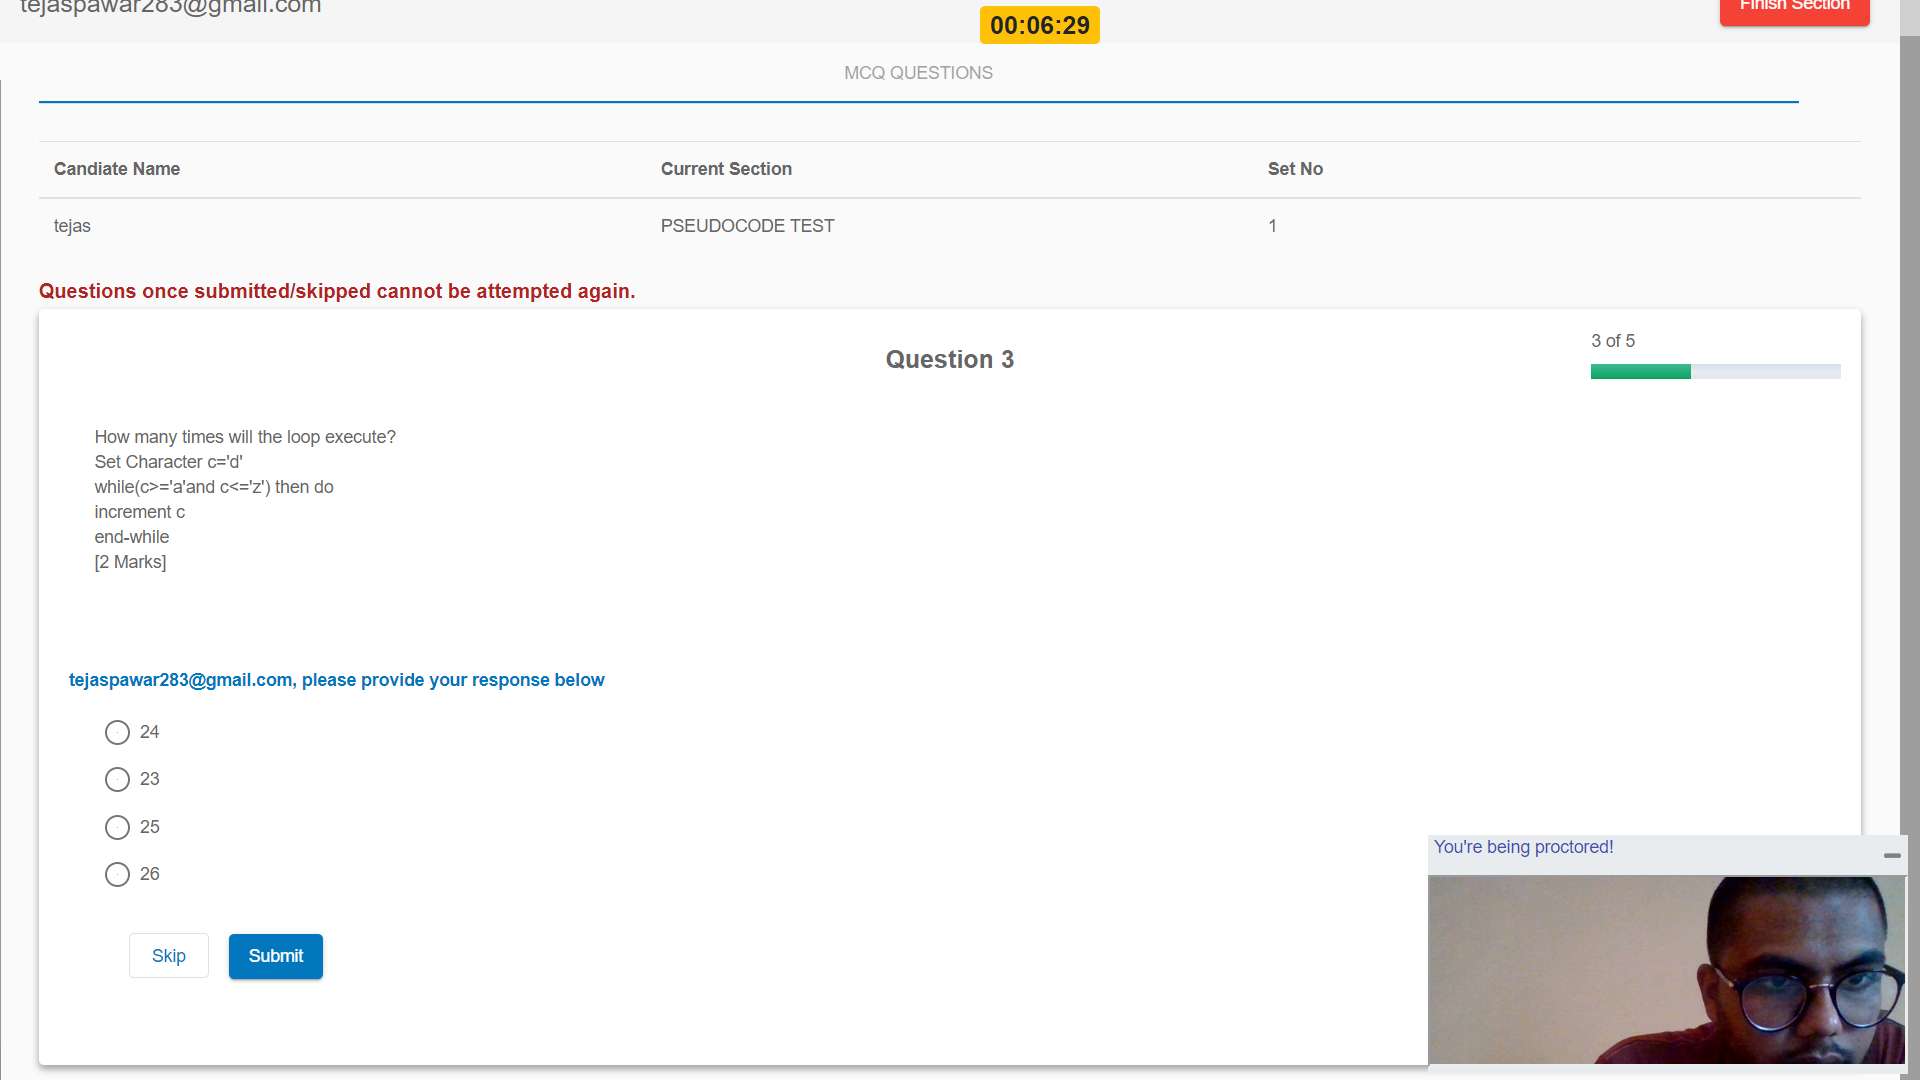 tejaspawar283@gmail.com
00:06:29
Finish Section
MCQ QUESTIONS
Candiate Name
Current Section
Set No
tejas
PSEUDOCODE TEST
1
Questions once submitted/skipped cannot be attempted again.
3 of 5
Question 3
How many times will the loop execute?
Set Character c='d'
while(c>='a'and c<='z') then do
increment c
end-while
[2 Marks]
tejaspawar283@gmail.com, please provide your response below
24
23
25
26
You're being proctored!
Skip
Submit